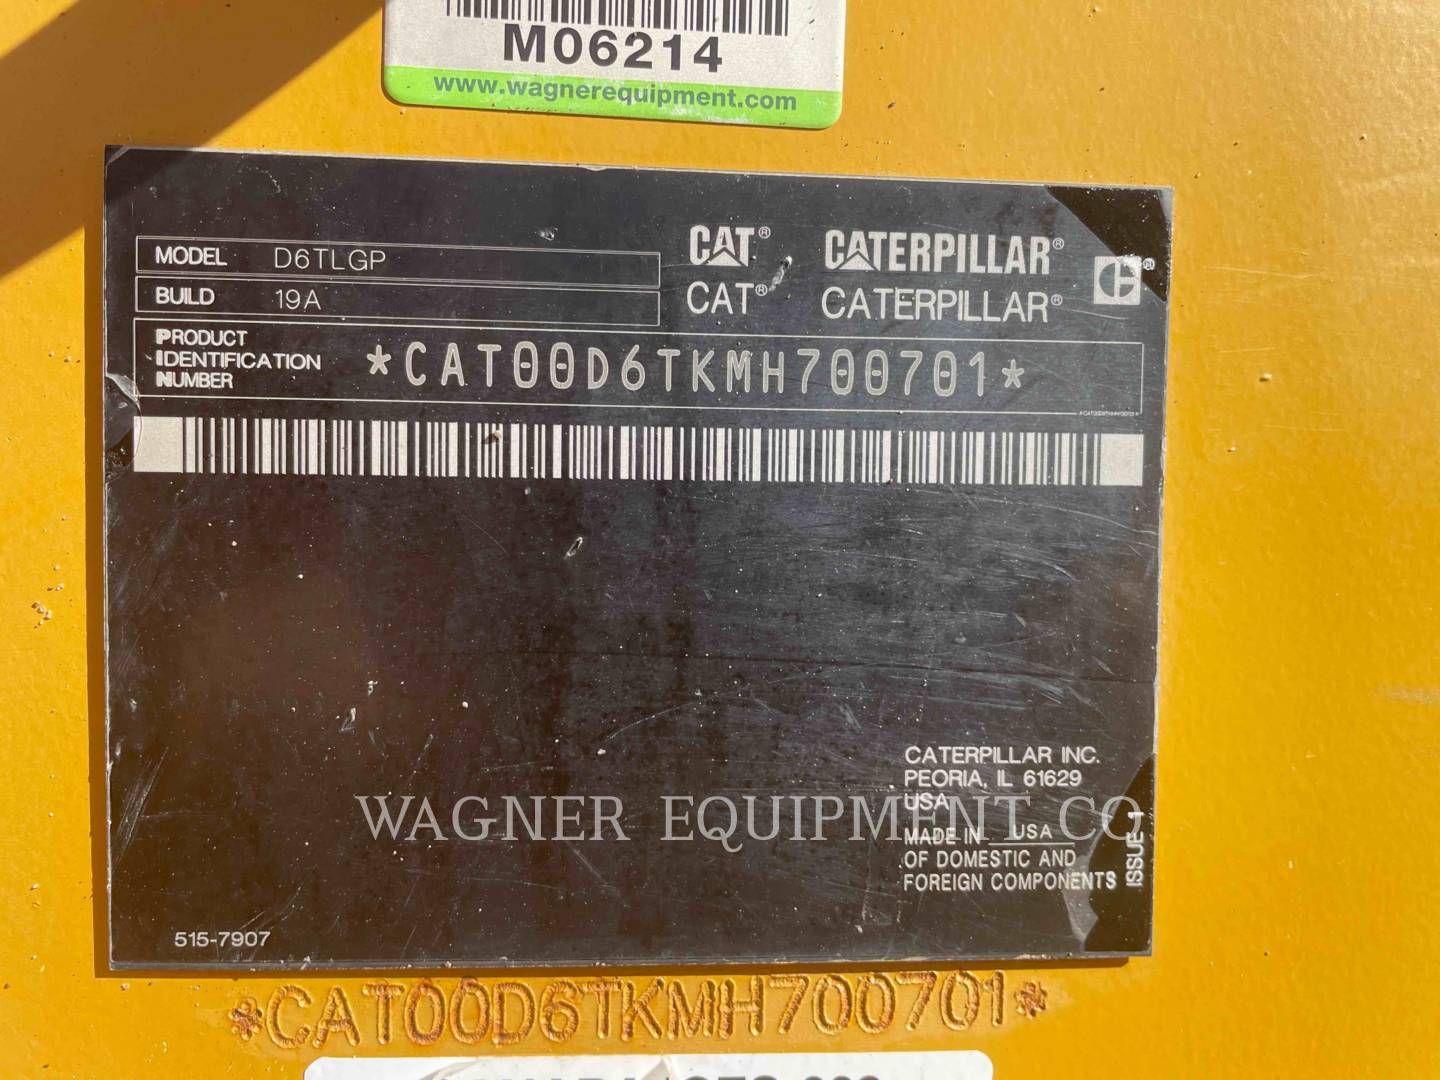 M06214
www.wagnerequipment.com
MODEL D6TLGP
BUILD 19A
CAT® CATERPILLAR®
CAT® CATERPILLAR®
PRODUCT
IDENTIFICATION
NUMBER
*CAT00D6TKMH700701*
CATERPILLAR INC.
PEORIA, IL 61629
USA
WAGNER EQUIPMENT CO.
MADE IN USA
OF DOMESTIC AND
FOREIGN COMPONENTS
ISSUE 1
515-7907
*CAT00D6TKMH700701*